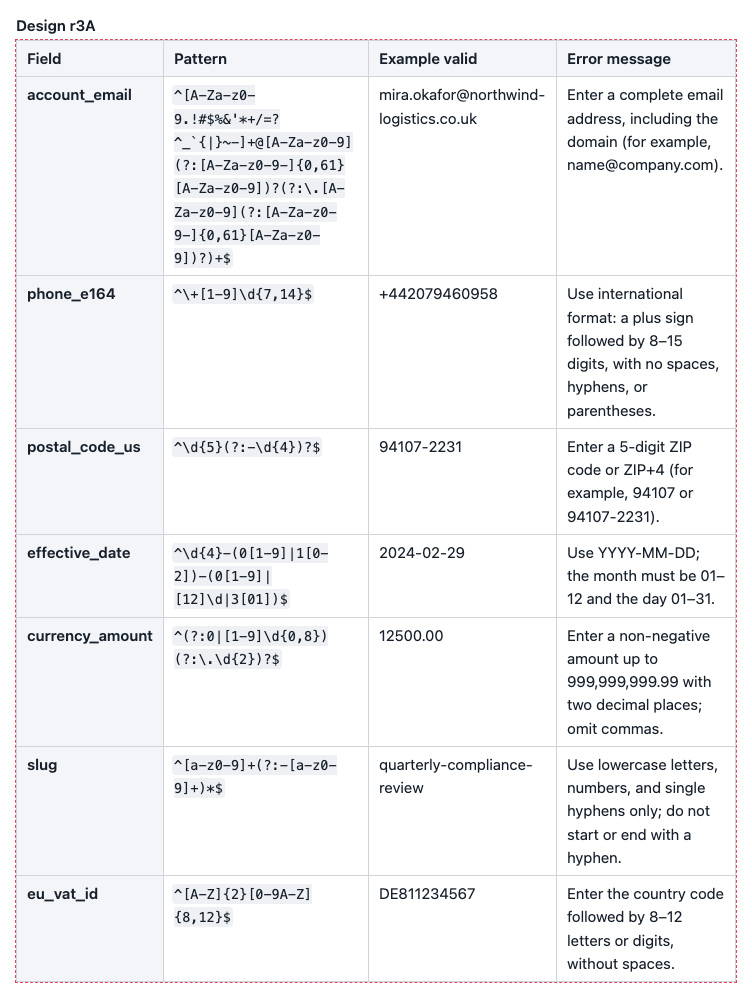 Design r3A
Field Pattern Example valid Error message
account_email ^[A-Za-z0- mira.okafor@northwind- Enter a complete email
9.!#$%&'*+/=? logistics.co.uk address, including the
^_`{|}~-]+@[A-Za-z0-9] domain (for example,
(?:[A-Za-z0-9-]{0,61} name@company.com).
[A-Za-z0-9])?(?:\.[A-
Za-z0-9](?:[A-Za-z0-
9-]{0,61}[A-Za-z0-
9])?)+$
phone_e164 ^\+[1-9]\d{7,14}$ +442079460958 Use international
format: a plus sign
followed by 8–15
digits, with no spaces,
hyphens, or
parentheses.
postal_code_us ^\d{5}(?:-\d{4})?$ 94107-2231 Enter a 5-digit ZIP
code or ZIP+4 (for
example, 94107 or
94107-2231).
effective_date ^\d{4}-(0[1-9]|1[0- 2024-02-29 Use YYYY-MM-DD;
2])-(0[1-9]| the month must be 01–
[12]\d|3[01])$ 12 and the day 01–31.
currency_amount ^(?:0|[1-9]\d{0,8}) 12500.00 Enter a non-negative
(?:\.\d{2})?$ amount up to
999,999,999.99 with
two decimal places;
omit commas.
slug ^[a-z0-9]+(?:-[a-z0- quarterly-compliance- Use lowercase letters,
9]+)*$ review numbers, and single
hyphens only; do not
start or end with a
hyphen.
eu_vat_id ^[A-Z]{2}[0-9A-Z] DE811234567 Enter the country code
{8,12}$ followed by 8–12
letters or digits,
without spaces.